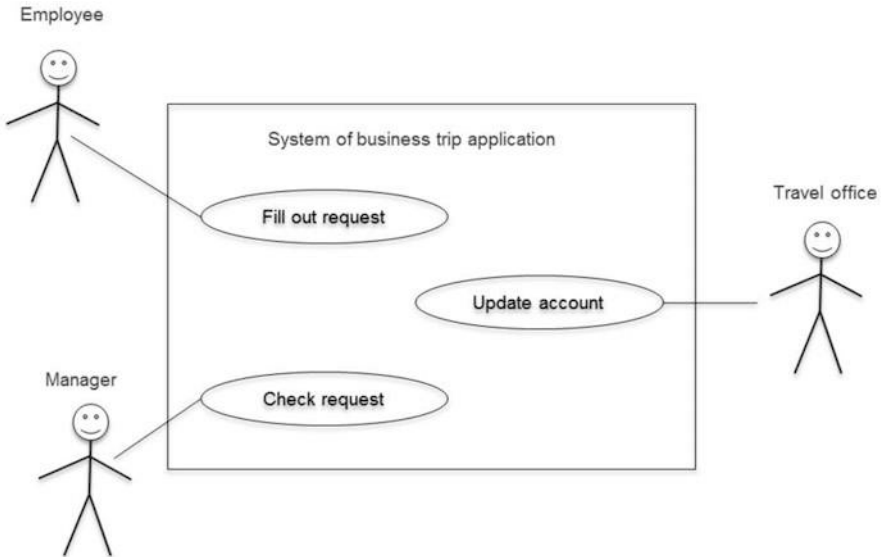 Employee
System of business trip application
Fill out request
Travel office
Update account
Manager
Check request